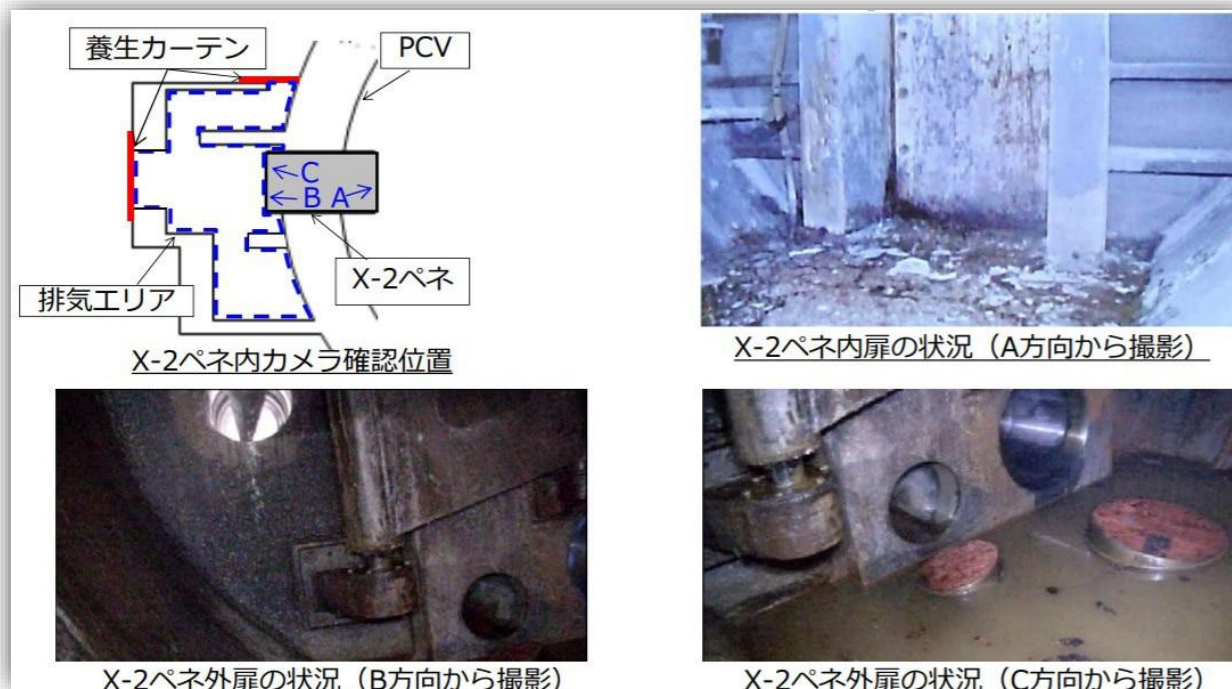 養生カーテン
PCV
C
B A
X-2ペネ
排気エリア
X-2ペネ内カメラ確認位置
X-2ペネ内扉の状況（A方向から撮影）
X-2ペネ外扉の状況（B方向から撮影）
X-2ペネ外扉の状況（C方向から撮影）